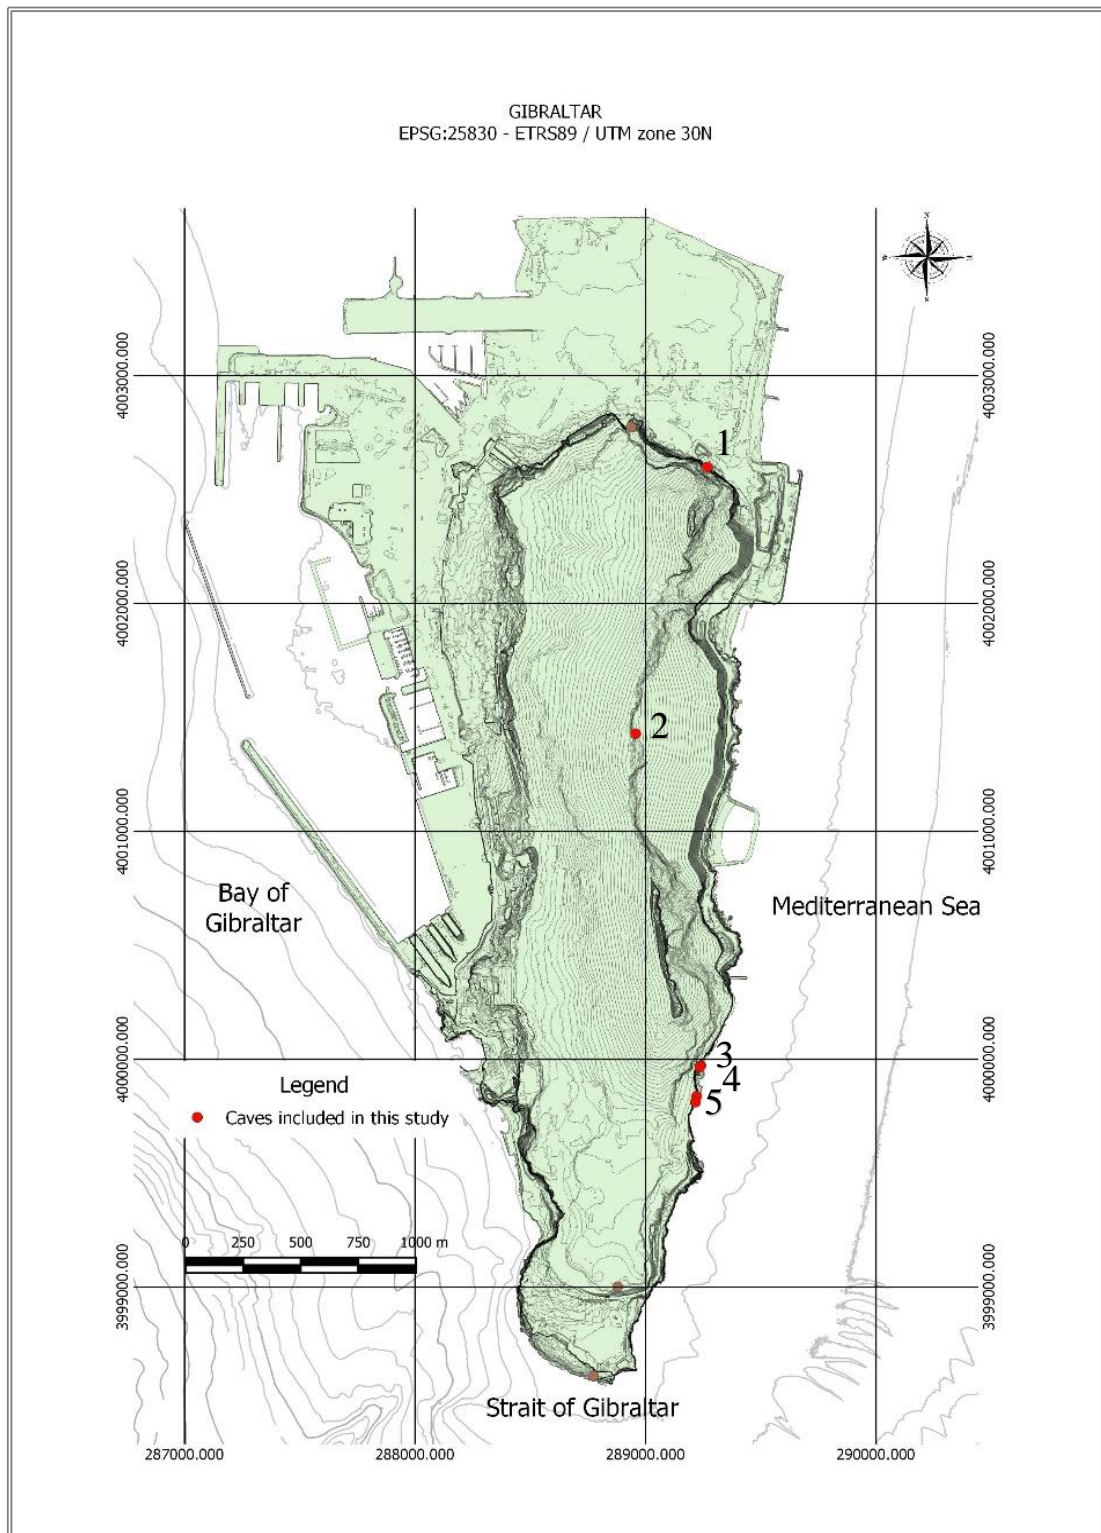 GIBRALTAR
EPSG:25830 - ETRS89 / UTM zone 30N
N
W
E
S
4003000.000
4003000.000
1
4002000.000
4002000.000
2
4001000.000
4001000.000
Bay of
Gibraltar
Mediterranean Sea
4000000.000
4000000.000
3
4
5
Legend
Caves included in this study
0 250 500 750 1000 m
3999000.000
3999000.000
Strait of Gibraltar
287000.000
288000.000
289000.000
290000.000